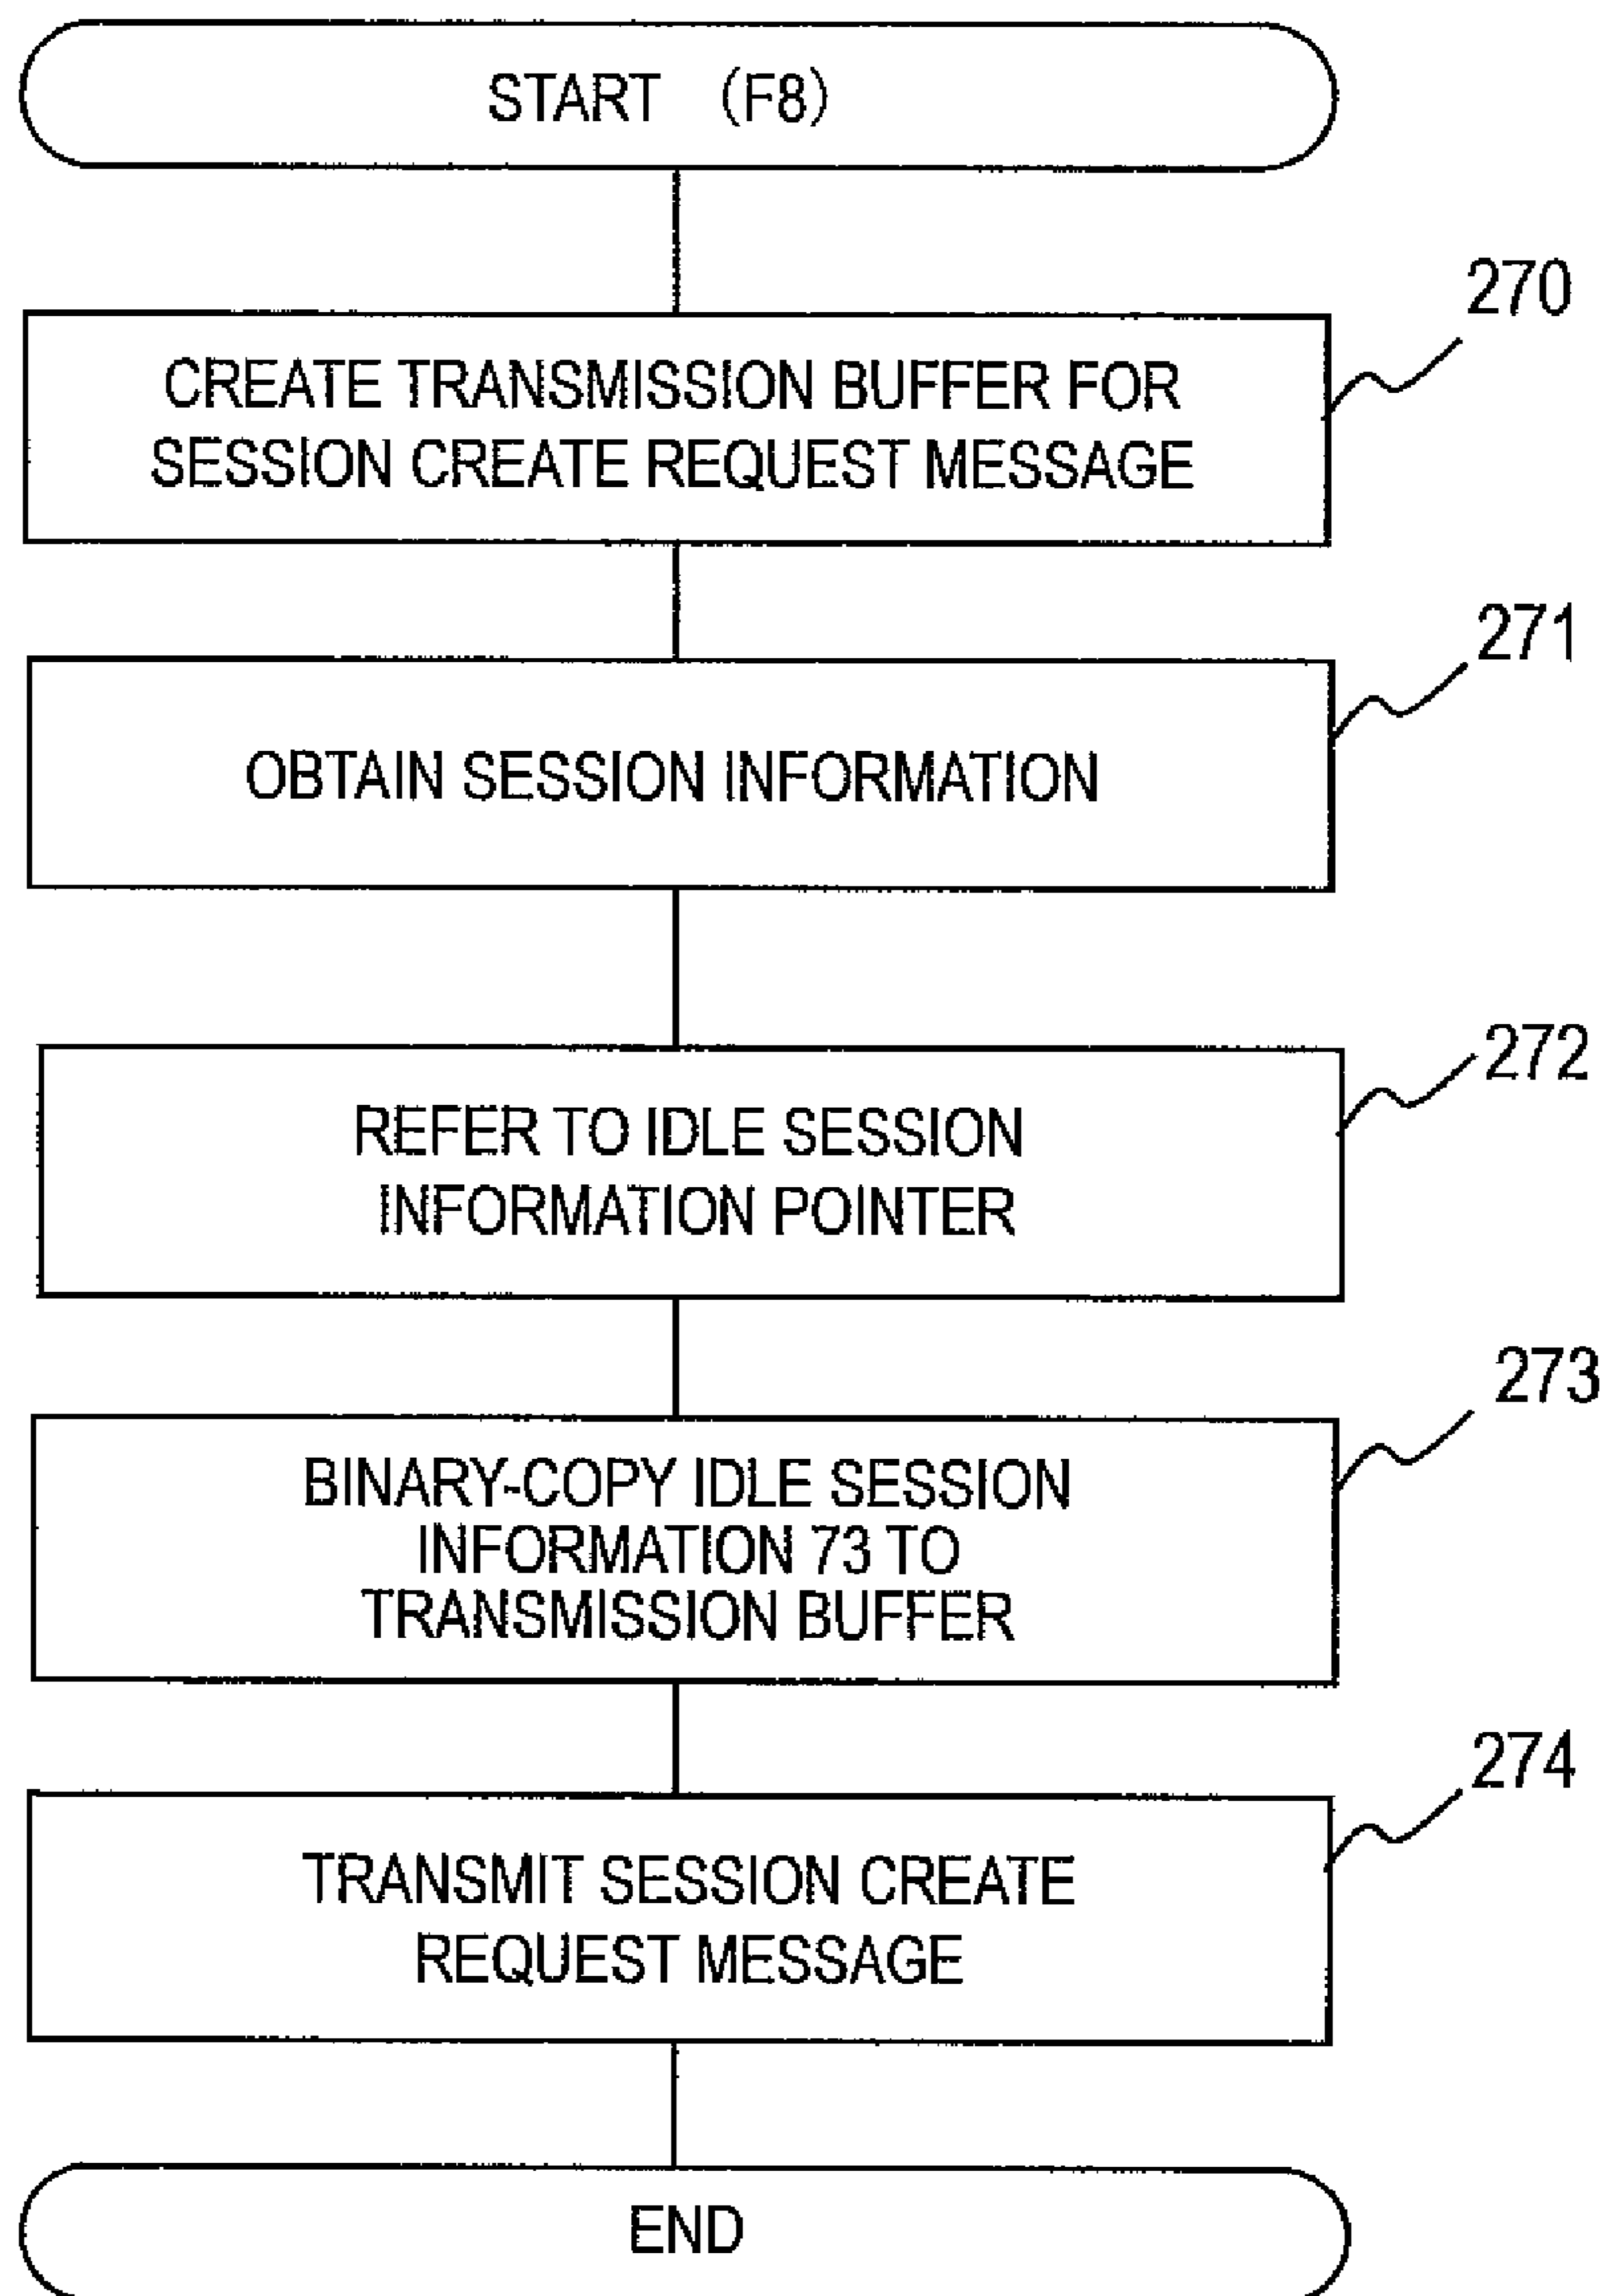 START (F8)
270
CREATE TRANSMISSION BUFFER FOR
SESSION CREATE REQUEST MESSAGE
271
OBTAIN SESSION INFORMATION
272
REFER TO IDLE SESSION
INFORMATION POINTER
273
BINARY-COPY IDLE SESSION
INFORMATION 73 TO
TRANSMISSION BUFFER
274
TRANSMIT SESSION CREATE
REQUEST MESSAGE
END